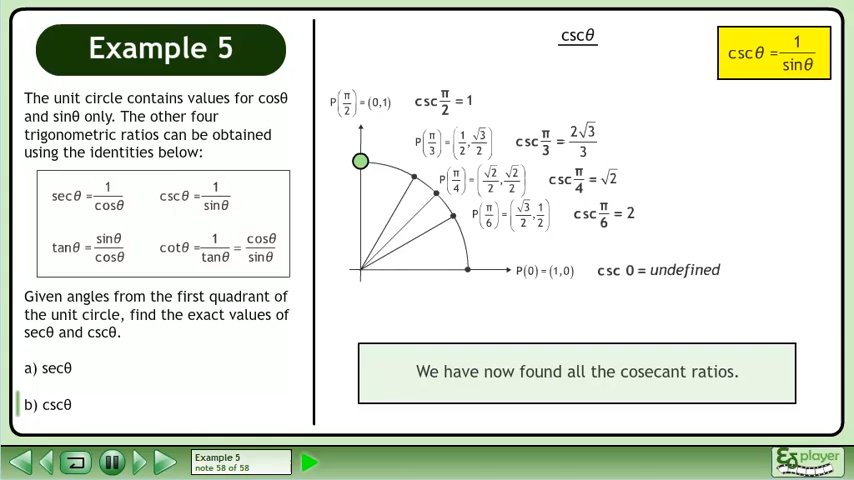 Example 5
The unit circle contains values for cosθ
and sinθ only. The other four
trigonometric ratios can be obtained
using the identities below:
secθ = 1/cosθ cscθ = 1/sinθ
tanθ = sinθ/cosθ cotθ = 1/tanθ = cosθ/sinθ
Given angles from the first quadrant of
the unit circle, find the exact values of
secθ and cscθ.
a) secθ
b) cscθ
cscθ
cscθ = 1/sinθ
P(π/2) = (0,1) csc π/2 = 1
P(π/3) = (1/2, √3/2) csc π/3 = 2√3/3
P(π/4) = (√2/2, √2/2) csc π/4 = √2
P(π/6) = (√3/2, 1/2) csc π/6 = 2
P(0) = (1,0) csc 0 = undefined
We have now found all the cosecant ratios.
Example 5
note 58 of 58
player